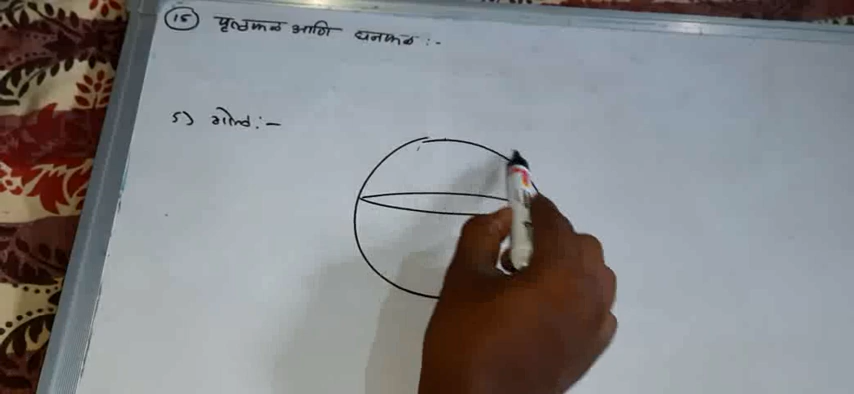 (15) पृष्ठफळ आणि घनफळ :-
5) गोल :-